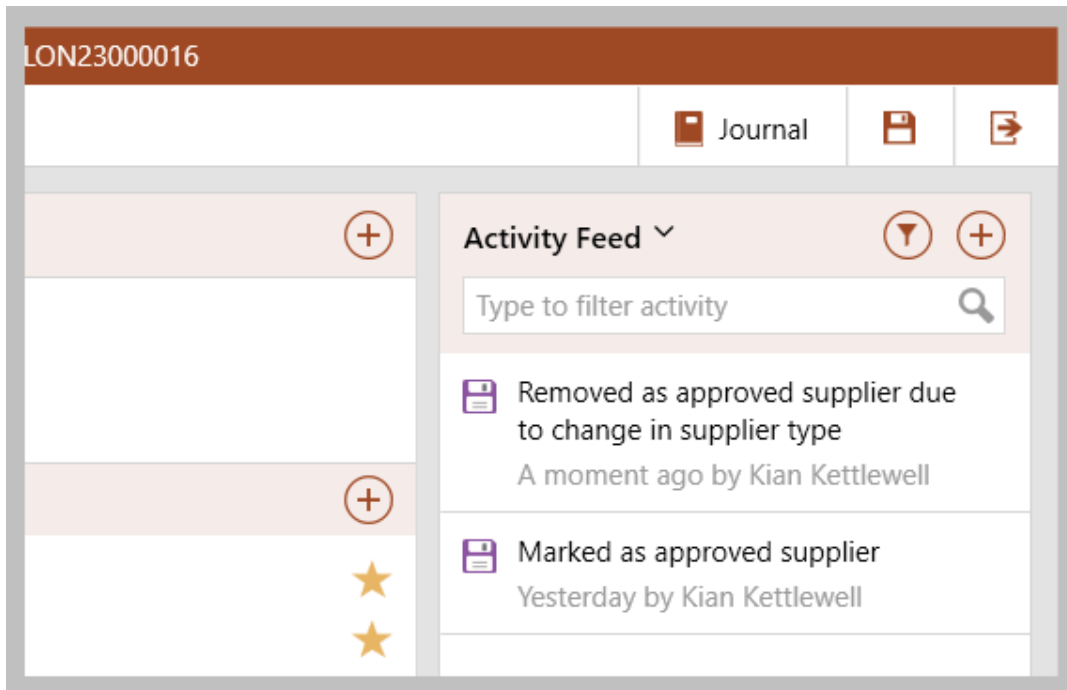 LON23000016
Journal
Activity Feed
Type to filter activity
Removed as approved supplier due
to change in supplier type
A moment ago by Kian Kettlewell
Marked as approved supplier
Yesterday by Kian Kettlewell